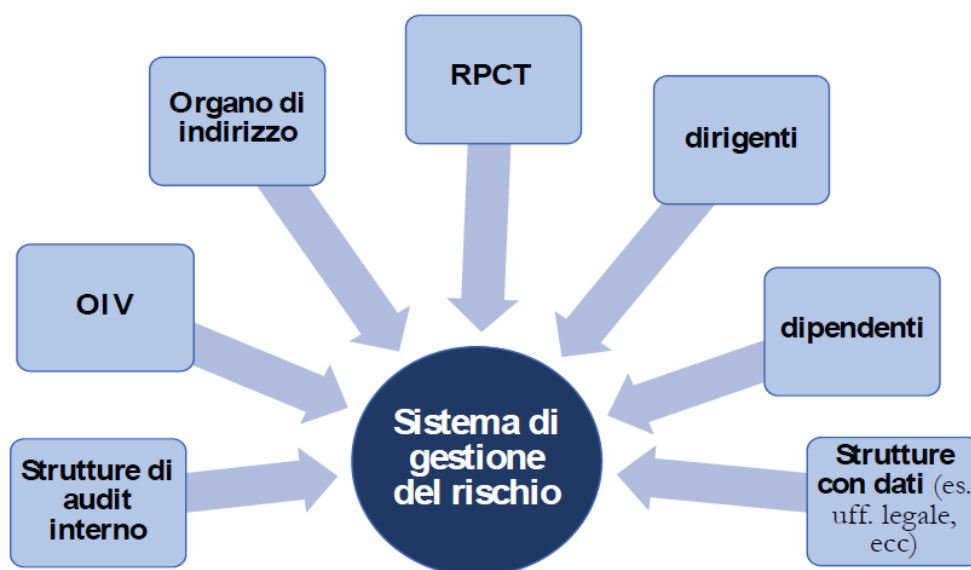 RPCT
Organo di
indirizzo
dirigenti
OIV
dipendenti
Sistema di
gestione
del rischio
Strutture di
audit
interno
Strutture
con dati (es.
uff. legale,
ecc)